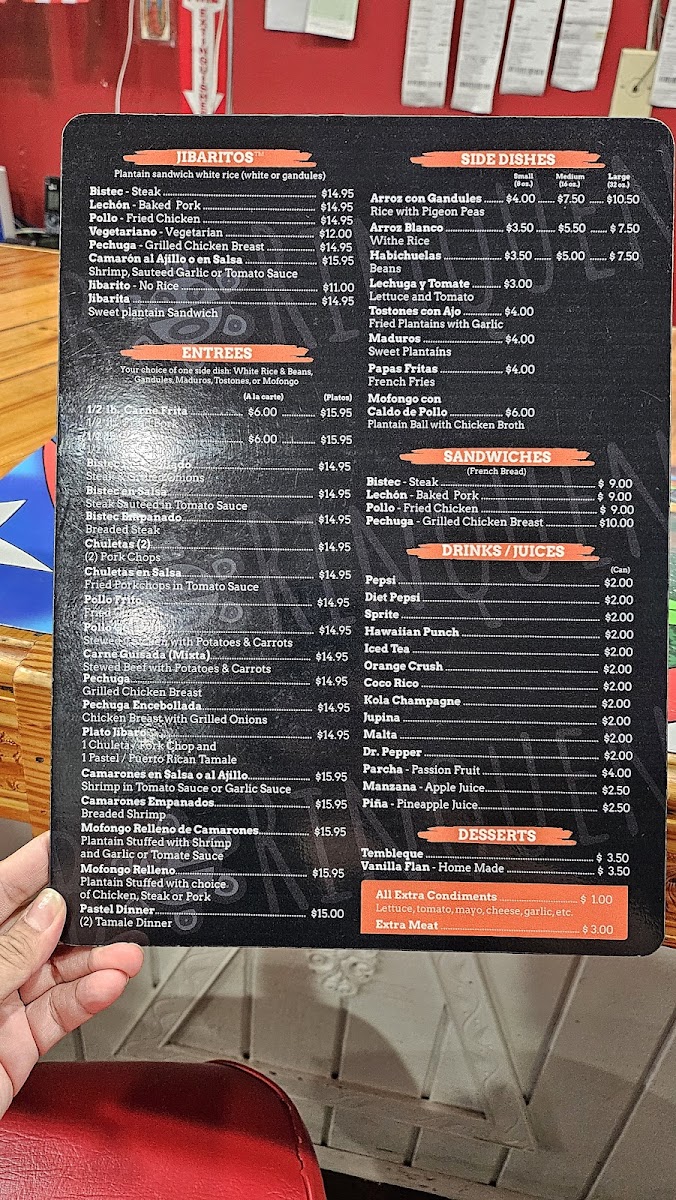 EXTINGUISHER
JIBARITOS™
Plantain sandwich white rice (white or gandules)
Bistec - Steak $14.95
Lechón - Baked Pork $14.95
Pollo - Fried Chicken $14.95
Vegetariano - Vegetarian $12.00
Pechuga - Grilled Chicken Breast $14.95
Camarón al Ajillo o en Salsa $15.95
Shrimp, Sauteed Garlic or Tomato Sauce
Jibarito - No Rice $11.00
Jibarita $14.95
Sweet plantain Sandwich
ENTREES
Your choice of one side dish: White Rice & Beans,
Gandules, Maduros, Tostones, or Mofongo
(A la carte) (Platos)
1/2 lb. Carne Frita $6.00 $15.95
1/2 lb. Pork
1/2 $6.00 $15.95
Bistec $14.95
Steak Onions
Bistec en Salsa $14.95
Steak Sauteed in Tomato Sauce
Bistec Empanado $14.95
Breaded Steak
Chuletas (2) $14.95
(2) Pork Chops
Chuletas en Salsa $14.95
Fried Porkchops in Tomato Sauce
Pollo Frito $14.95
Fried
Pollo $14.95
Stewed Chicken with Potatoes & Carrots
Carne Guisada (Mixta) $14.95
Stewed Beef with Potatoes & Carrots
Pechuga $14.95
Grilled Chicken Breast
Pechuga Encebollada $14.95
Chicken Breast with Grilled Onions
Plato Jibaro $14.95
1 Chuleta / Pork Chop and
1 Pastel / Puerto Rican Tamale
Camarones en Salsa o al Ajillo $15.95
Shrimp in Tomato Sauce or Garlic Sauce
Camarones Empanados $15.95
Breaded Shrimp
Mofongo Relleno de Camarones $15.95
Plantain Stuffed with Shrimp
and Garlic or Tomate Sauce
Mofongo Relleno $15.95
Plantain Stuffed with choice
of Chicken, Steak or Pork
Pastel Dinner $15.00
(2) Tamale Dinner
SIDE DISHES
Small Medium Large
(8 oz.) (16 oz.) (32 oz.)
Arroz con Gandules $4.00 $7.50 $10.50
Rice with Pigeon Peas
Arroz Blanco $3.50 $5.50 $7.50
Withe Rice
Habichuelas $3.50 $5.00 $7.50
Beans
Lechuga y Tomate $3.00
Lettuce and Tomato
Tostones con Ajo $4.00
Fried Plantains with Garlic
Maduros $4.00
Sweet Plantains
Papas Fritas $4.00
French Fries
Mofongo con
Caldo de Pollo $6.00
Plantain Ball with Chicken Broth
SANDWICHES
(French Bread)
Bistec - Steak $ 9.00
Lechón - Baked Pork $ 9.00
Pollo - Fried Chicken $ 9.00
Pechuga - Grilled Chicken Breast $10.00
DRINKS / JUICES
(Can)
Pepsi $2.00
Diet Pepsi $2.00
Sprite $2.00
Hawaiian Punch $2.00
Iced Tea $2.00
Orange Crush $2.00
Coco Rico $2.00
Kola Champagne $2.00
Jupina $2.00
Malta $2.00
Dr. Pepper $2.00
Parcha - Passion Fruit $4.00
Manzana - Apple Juice $2.50
Piña - Pineapple Juice $2.50
DESSERTS
Tembleque $ 3.50
Vanilla Flan - Home Made $ 3.50
All Extra Condiments $ 1.00
Lettuce, tomato, mayo, cheese, garlic, etc.
Extra Meat $ 3.00